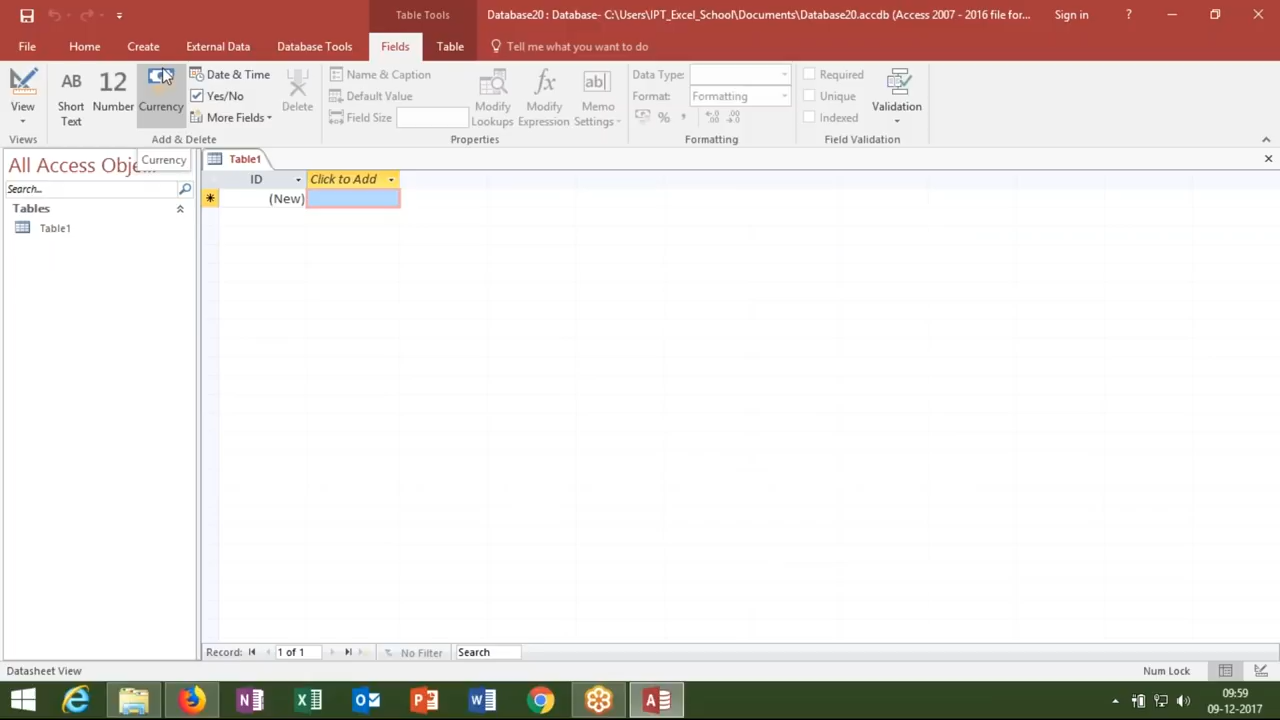 Table Tools
Database20 : Database- C:\Users\IPT_Excel_School\Documents\Database20.accdb (Access 2007 - 2016 file for...
Sign in
?
File
Home
Create
External Data
Database Tools
Fields
Table
Tell me what you want to do
View
AB
Short
Text
12
Number
Currency
Date & Time
Yes/No
More Fields
Delete
Name & Caption
Default Value
Field Size
Modify
Lookups
fx
Modify
Expression
ab
Memo
Settings
Data Type:
Format:
Formatting
%
,
.00
.0
Required
Unique
Indexed
Validation
Views
Add & Delete
Properties
Formatting
Field Validation
Currency
All Access Obje...
Search...
Tables
Table1
Table1
ID
Click to Add
(New)
Record:
1 of 1
No Filter
Search
Datasheet View
Num Lock
09:59
09-12-2017